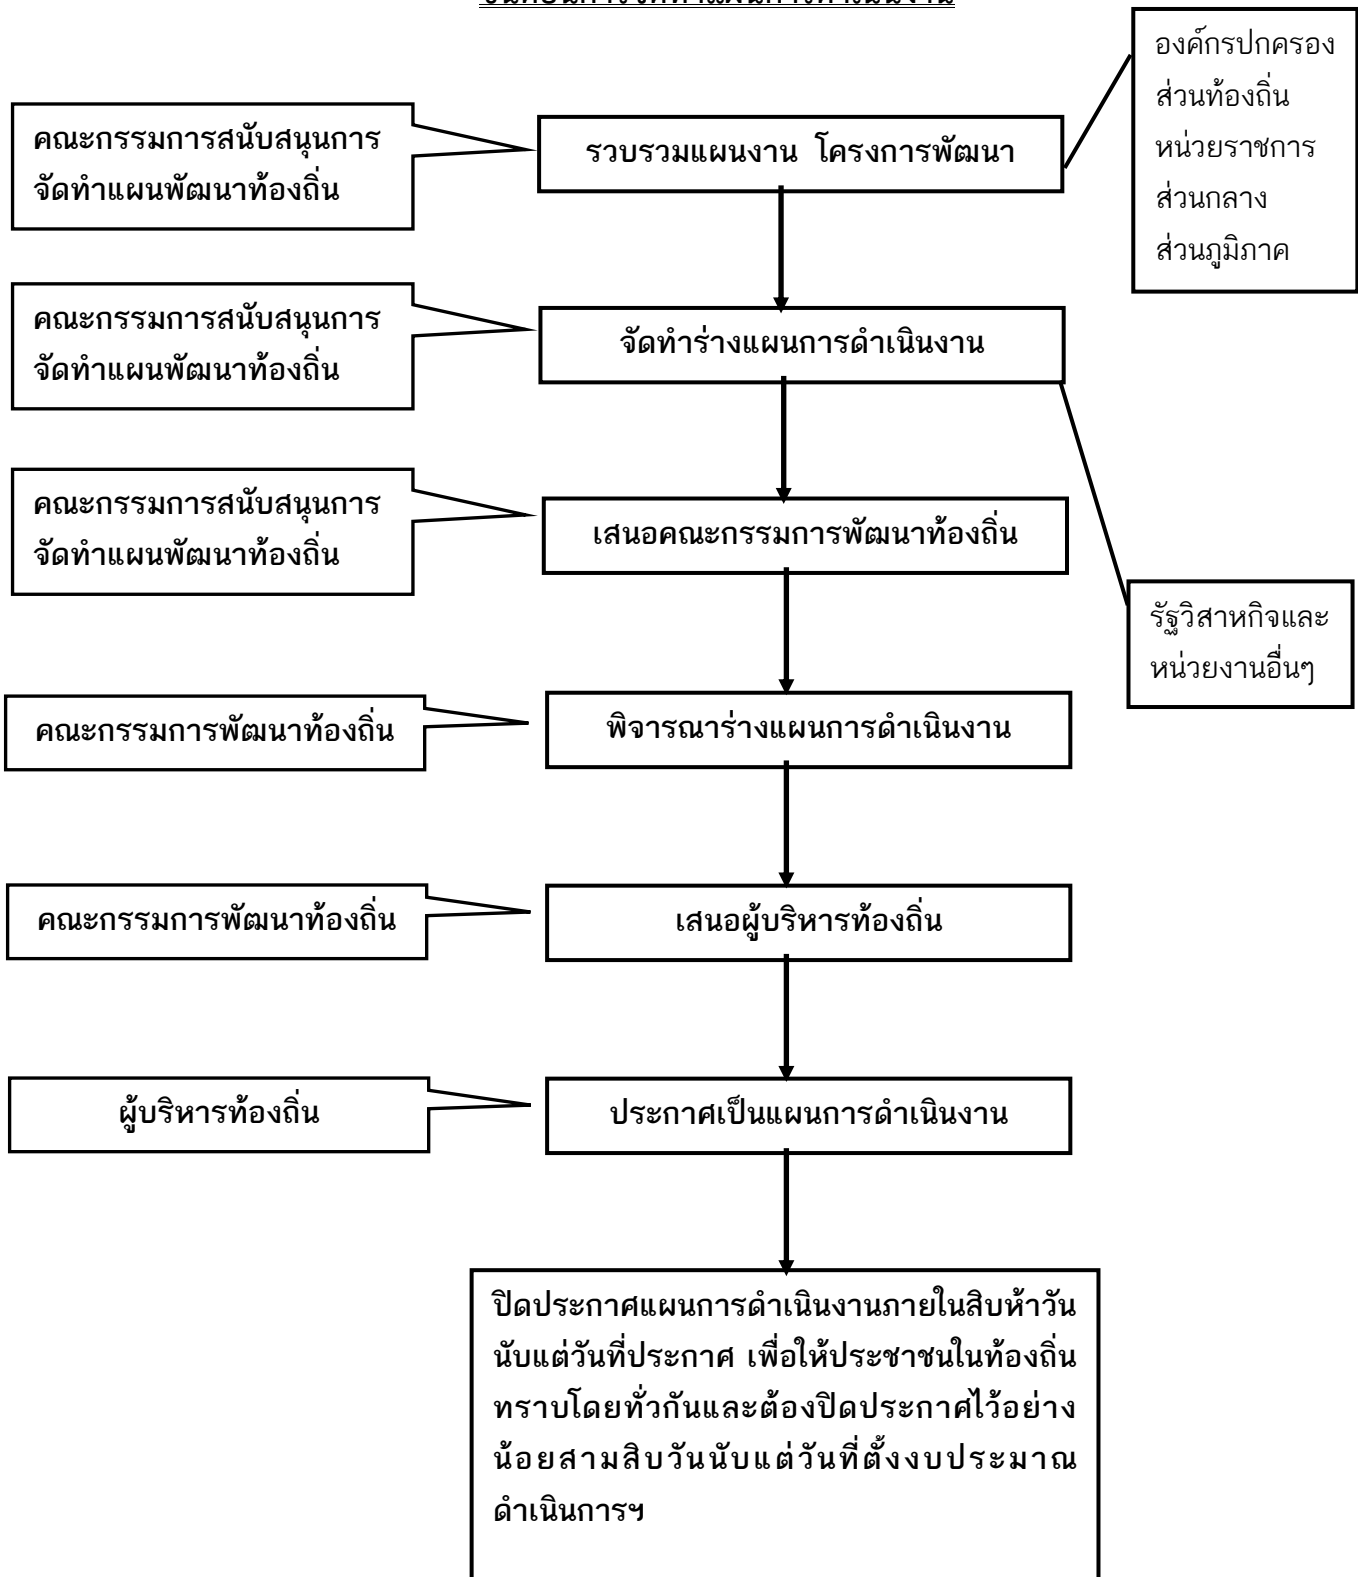 องค์กรปกครอง
ส่วนท้องถิ่น
หน่วยราชการ
ส่วนกลาง
ส่วนภูมิภาค
คณะกรรมการสนับสนุนการ
จัดทำแผนพัฒนาท้องถิ่น
รวบรวมแผนงาน โครงการพัฒนา
คณะกรรมการสนับสนุนการ
จัดทำแผนพัฒนาท้องถิ่น
จัดทำร่างแผนการดำเนินงาน
คณะกรรมการสนับสนุนการ
จัดทำแผนพัฒนาท้องถิ่น
เสนอคณะกรรมการพัฒนาท้องถิ่น
รัฐวิสาหกิจและ
หน่วยงานอื่นๆ
คณะกรรมการพัฒนาท้องถิ่น
พิจารณาร่างแผนการดำเนินงาน
คณะกรรมการพัฒนาท้องถิ่น
เสนอผู้บริหารท้องถิ่น
ผู้บริหารท้องถิ่น
ประกาศเป็นแผนการดำเนินงาน
ปิดประกาศแผนการดำเนินงานภายในสิบห้าวัน
นับแต่วันที่ประกาศ เพื่อให้ประชาชนในท้องถิ่น
ทราบโดยทั่วกันและต้องปิดประกาศไว้อย่าง
น้อยสามสิบวันนับแต่วันที่ตั้งงบประมาณ
ดำเนินการฯ